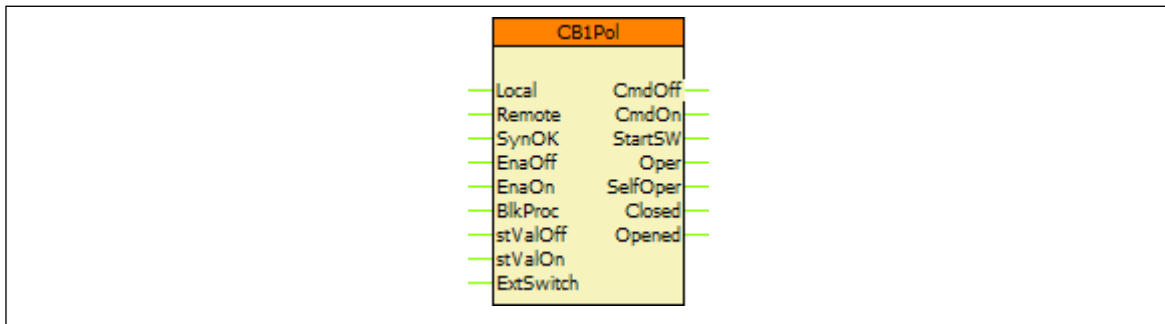 CB1Pol
Local CmdOff
Remote CmdOn
SynOK StartSW
EnaOff Oper
EnaOn SelfOper
BlkProc Closed
stValOff Opened
stValOn
ExtSwitch